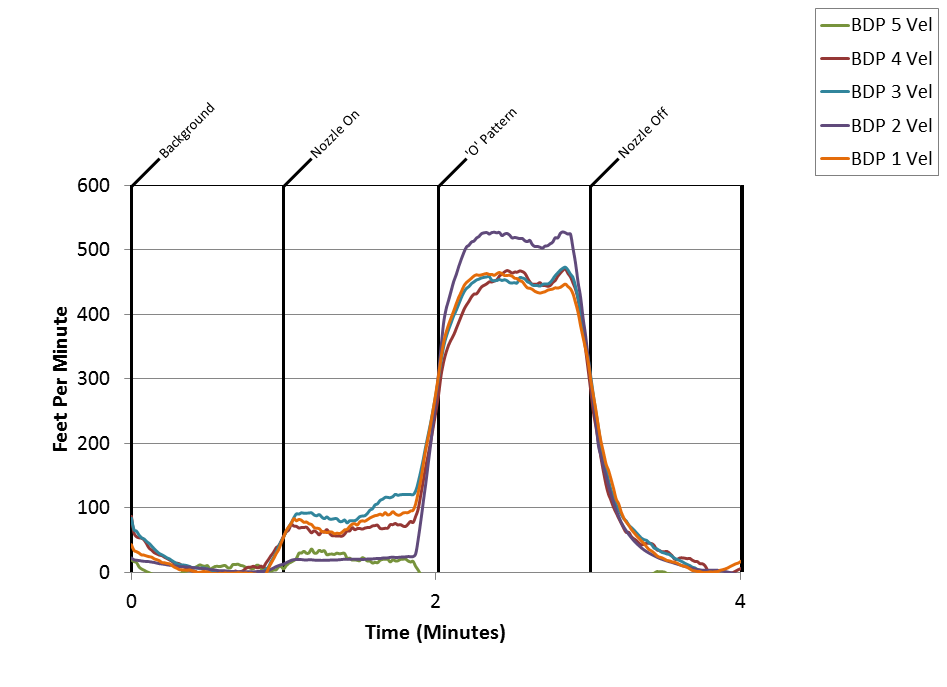 BDP 5 Vel
BDP 4 Vel
BDP 3 Vel
BDP 2 Vel
BDP 1 Vel
Background
Nozzle On
'O' Pattern
Nozzle Off
600
500
400
300
200
100
0
Feet Per Minute
0
2
4
Time (Minutes)